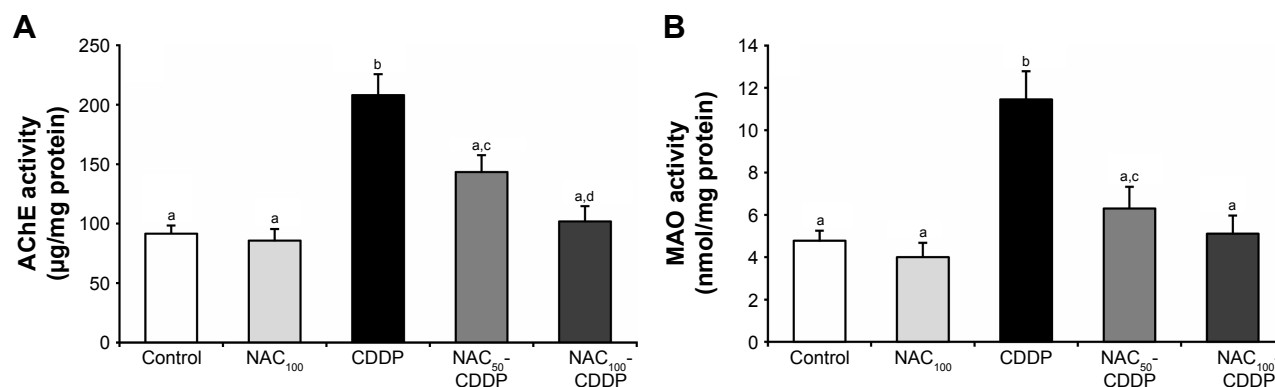 A
AChE activity
(µg/mg protein)
250
200
150
100
50
0
a
a
b
a,c
a,d
Control
NAC100
CDDP
NAC50-
CDDP
NAC100-
CDDP
B
MAO activity
(nmol/mg protein)
14
12
10
8
6
4
2
0
a
a
b
a,c
a
Control
NAC100
CDDP
NAC50-
CDDP
NAC100-
CDDP